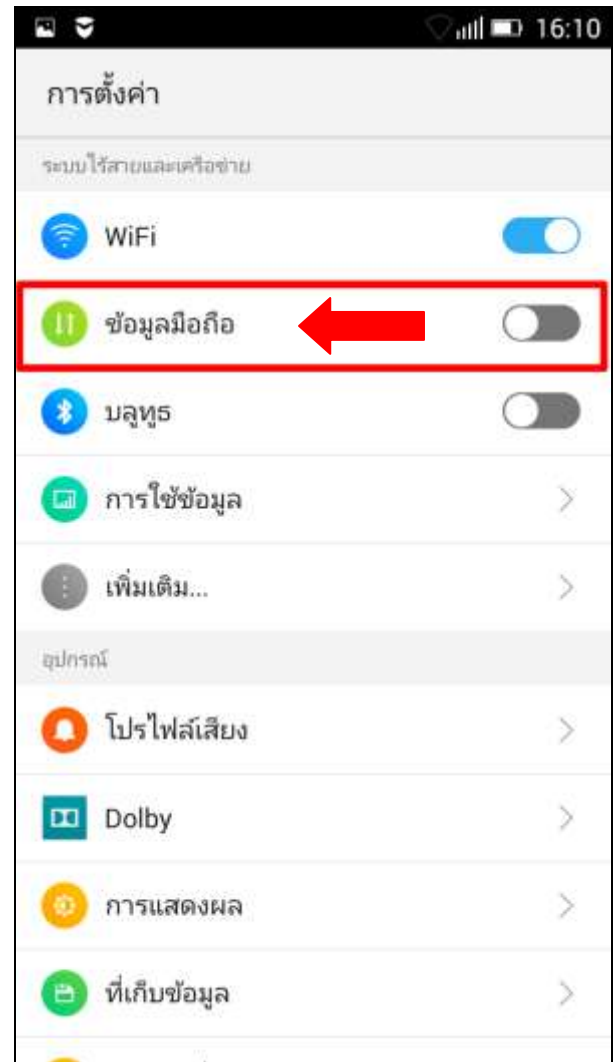 16:10
การตั้งค่า
ระบบไร้สายและเครือข่าย
WiFi
ข้อมูลมือถือ
บลูทูธ
การใช้ข้อมูล
เพิ่มเติม...
อุปกรณ์
โปรไฟล์เสียง
Dolby
การแสดงผล
ที่เก็บข้อมูล